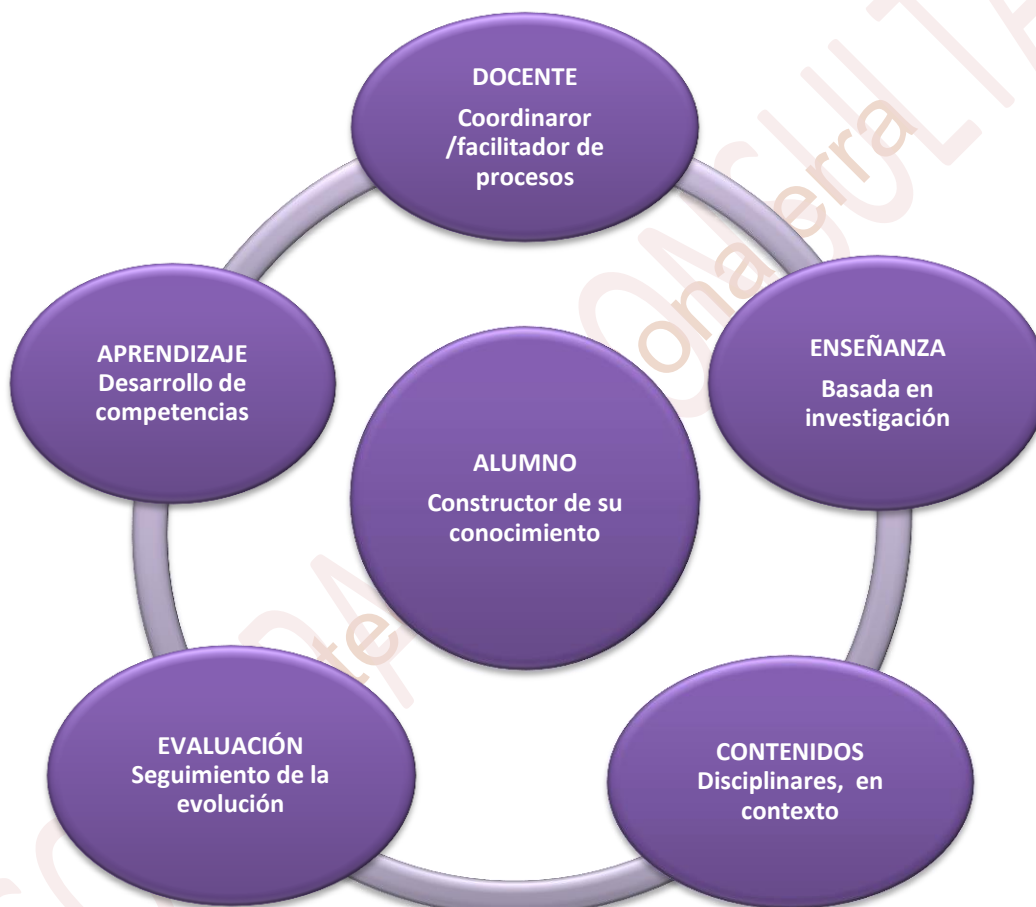 DOCENTE
Coordinaror
/facilitador de
procesos
ENSEÑANZA
Basada en
investigación
APRENDIZAJE
Desarrollo de
competencias
ALUMNO
Constructor de su
conocimiento
EVALUACIÓN
Seguimiento de la
evolución
CONTENIDOS
Disciplinares, en
contexto